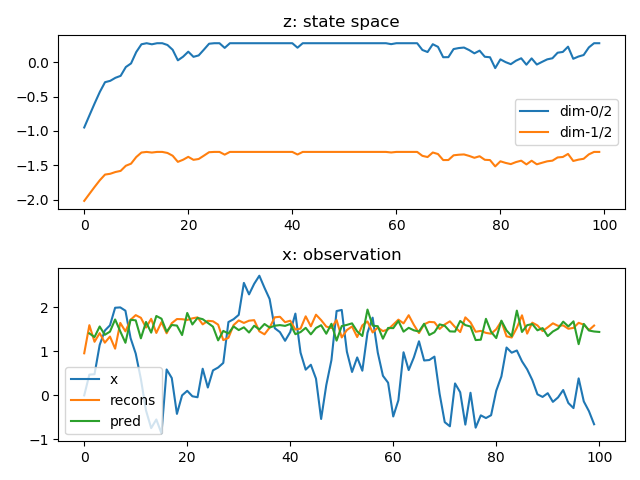 z: state space
0.0
−0.5
−1.0
−1.5
−2.0
dim-0/2
dim-1/2
0 20 40 60 80 100
x: observation
2
1
0
−1
x
recons
pred
0 20 40 60 80 100